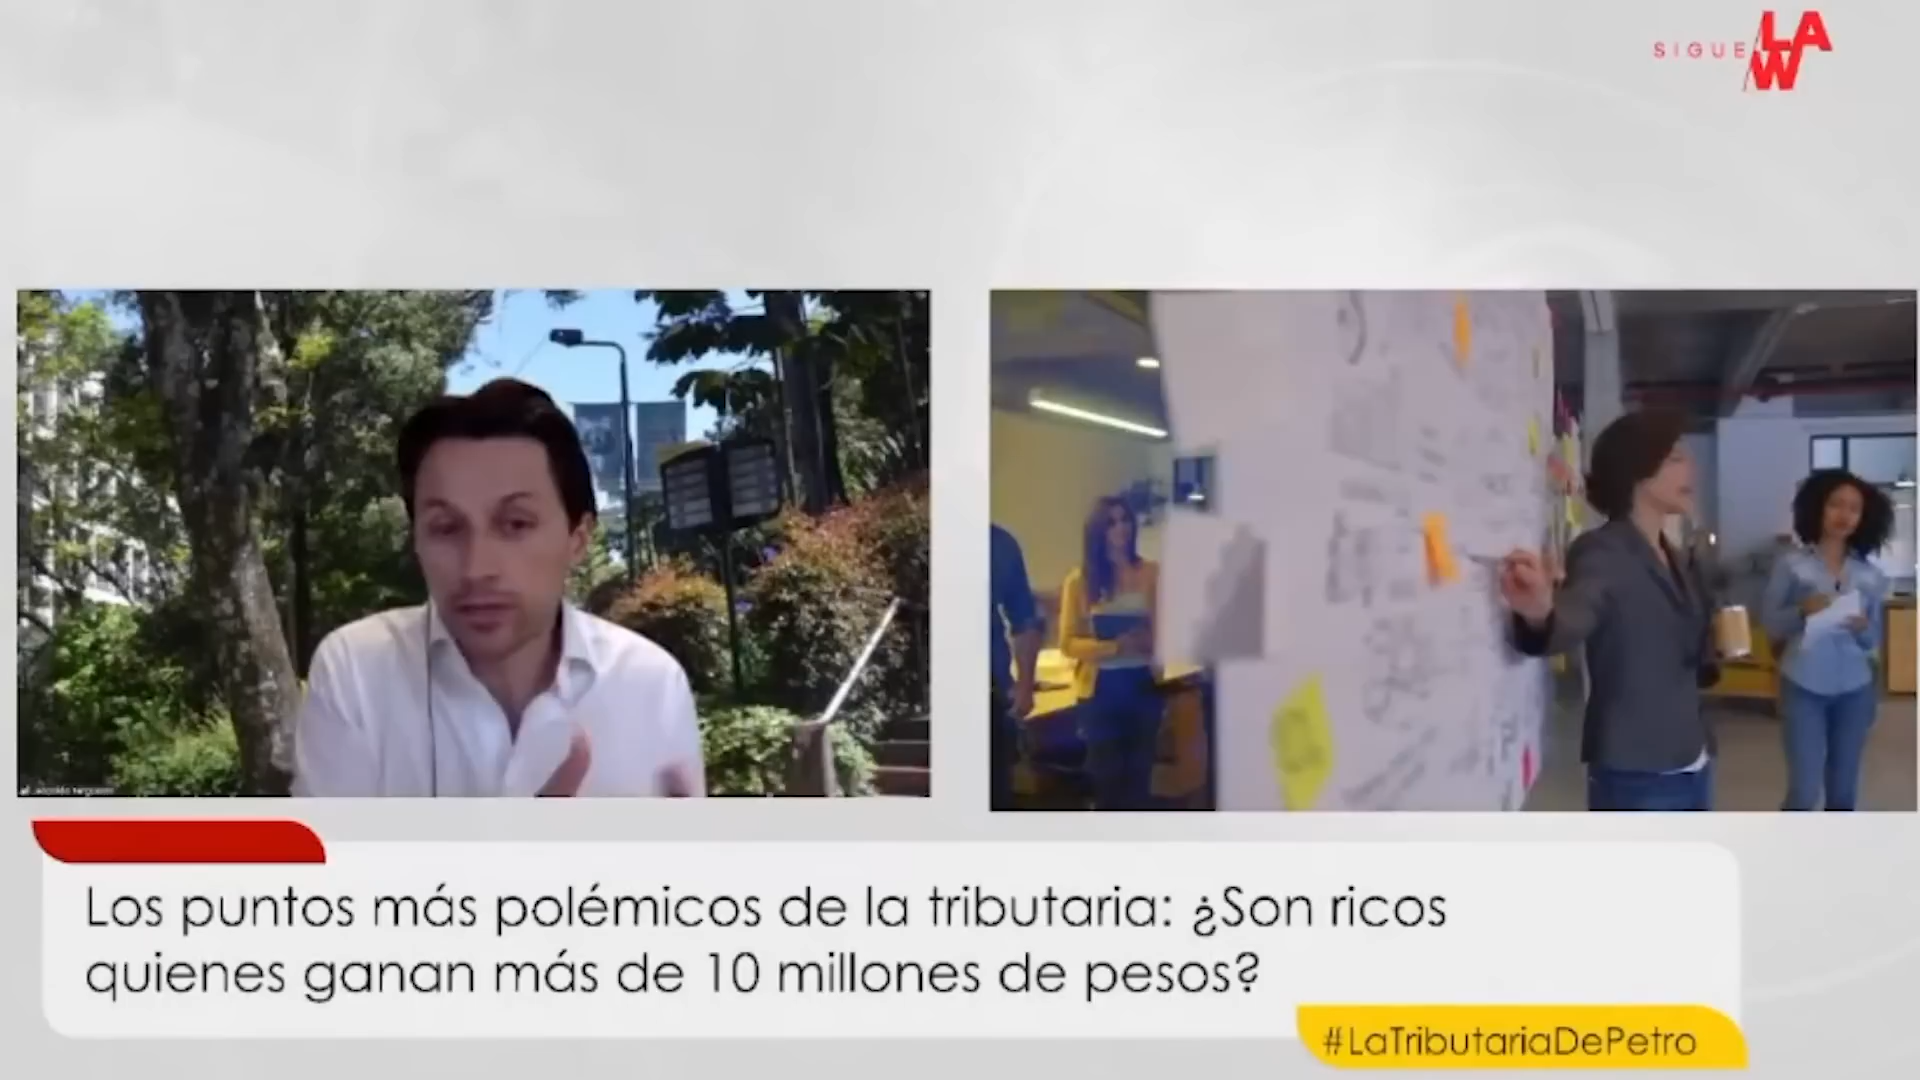 SIGUE LA W
Los puntos más polémicos de la tributaria: ¿Son ricos
quienes ganan más de 10 millones de pesos?
#LaTributariaDePetro